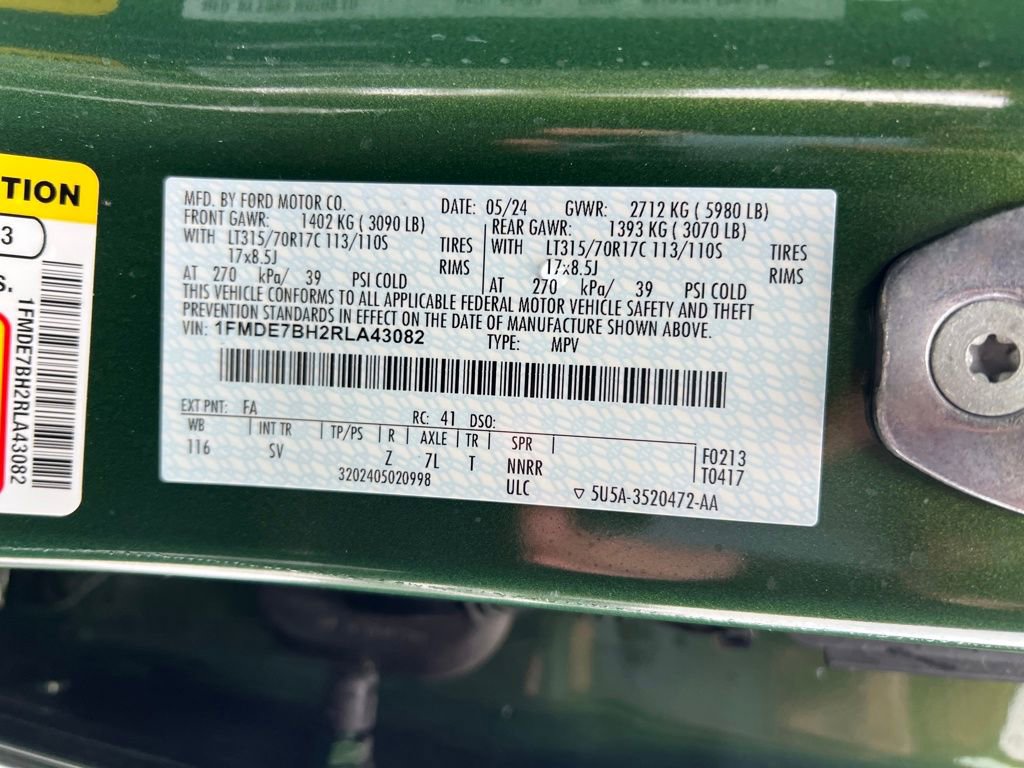 TION
3
S.
1FMDE7BH2RLA43082
MFD. BY FORD MOTOR CO.
DATE: 05/24 GVWR: 2712 KG ( 5980 LB)
FRONT GAWR: 1402 KG ( 3090 LB)
WITH LT315/70R17C 113/110S TIRES
17x8.5J RIMS
AT 270 kPa/ 39 PSI COLD
REAR GAWR: 1393 KG ( 3070 LB)
WITH LT315/70R17C 113/110S TIRES
17x8.5J RIMS
AT 270 kPa/ 39 PSI COLD
THIS VEHICLE CONFORMS TO ALL APPLICABLE FEDERAL MOTOR VEHICLE SAFETY AND THEFT
PREVENTION STANDARDS IN EFFECT ON THE DATE OF MANUFACTURE SHOWN ABOVE.
VIN: 1FMDE7BH2RLA43082 TYPE: MPV
EXT PNT: FA RC: 41 DSO:
WB INT TR TP/PS R AXLE TR SPR
116 SV Z 7L T NNRR
3202405020998 ULC
F0213
T0417
▽ 5U5A-3520472-AA